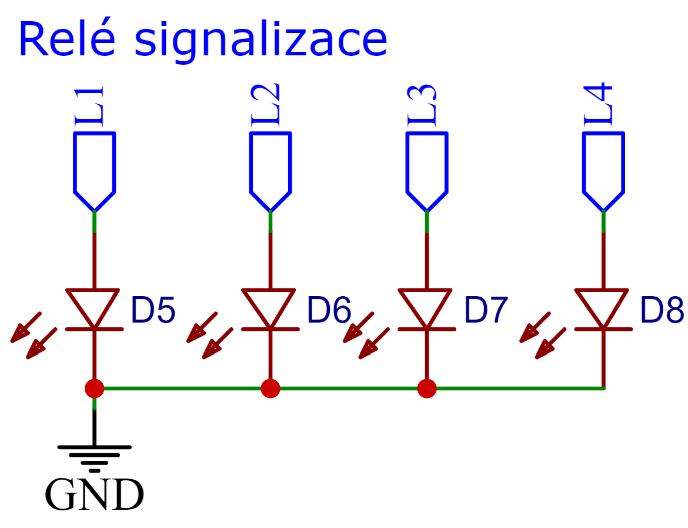 Relé signalizace
L1 L2 L3 L4
D5 D6 D7 D8
GND